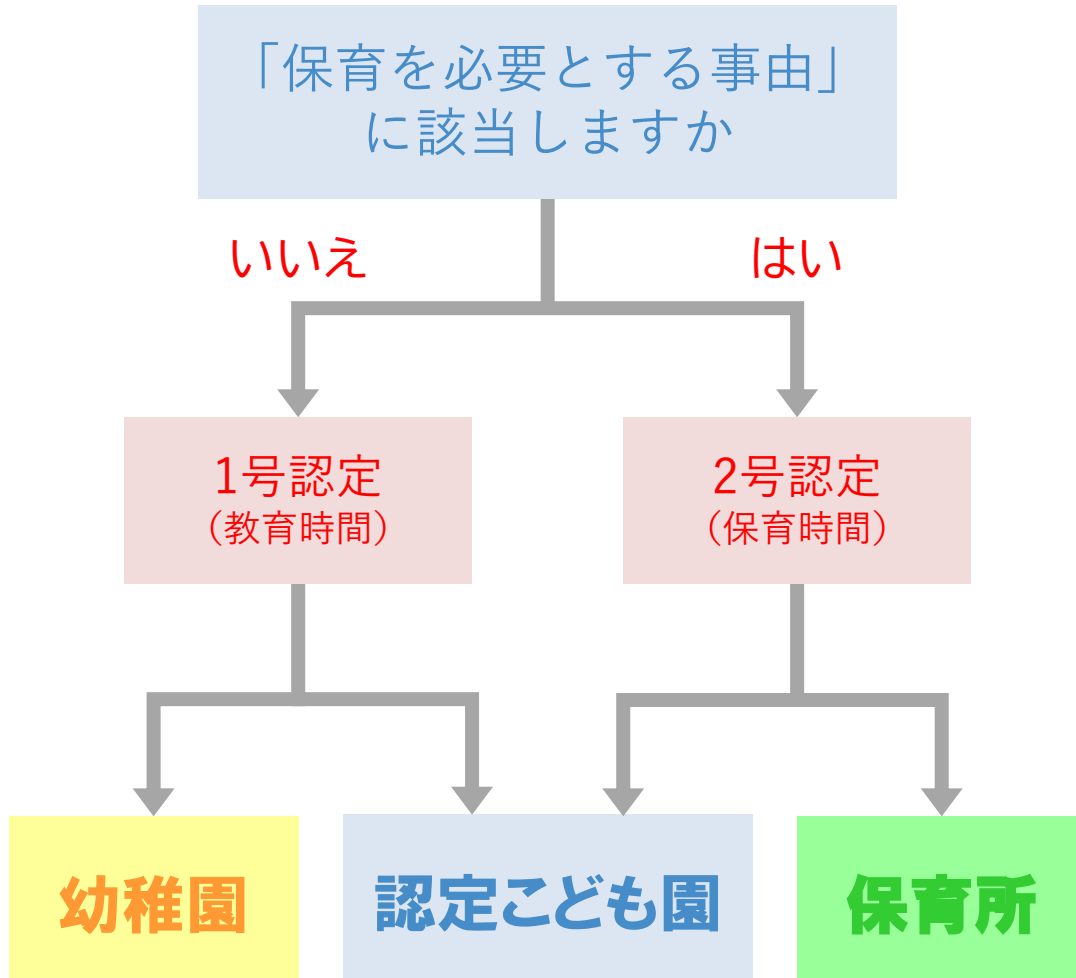 「保育を必要とする事由」
に該当しますか
いいえ
はい
1号認定
（教育時間）
2号認定
（保育時間）
幼稚園
認定こども園
保育所